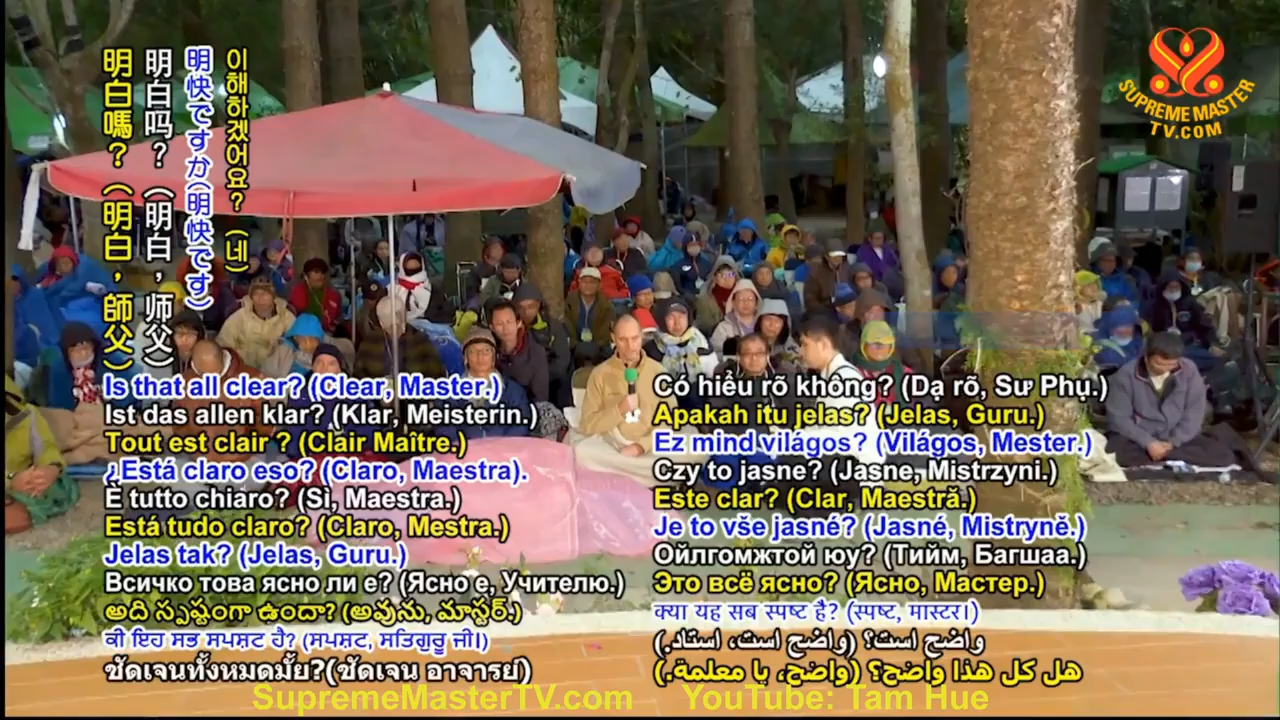 이해하겠어요? (네)
明快ですか(明快です)
明白吗？（明白，师父）
明白嗎？（明白，師父）
SUPREME MASTER
TV.COM
Is that all clear? (Clear, Master.)
Ist das allen klar? (Klar, Meisterin.)
Tout est clair ? (Clair Maître.)
¿Está claro eso? (Claro, Maestra).
È tutto chiaro? (Sì, Maestra.)
Está tudo claro? (Claro, Mestra.)
Jelas tak? (Jelas, Guru.)
Всичко това ясно ли е? (Ясно е, Учителю.)
అది స్పష్టంగా ఉందా? (అవును, మాస్టర్.)
ਕੀ ਇਹ ਸਭ ਸਪਸ਼ਟ ਹੈ? (ਸਪਸ਼ਟ, ਸਤਿਗੁਰੂ ਜੀ।)
ชัดเจนทั้งหมดมั้ย?(ชัดเจน อาจารย์)
Có hiểu rõ không? (Dạ rõ, Sư Phụ.)
Apakah itu jelas? (Jelas, Guru.)
Ez mind világos? (Világos, Mester.)
Czy to jasne? (Jasne, Mistrzyni.)
Este clar? (Clar, Maestră.)
Je to vše jasné? (Jasné, Mistryně.)
Ойлгомжтой юу? (Тийм, Багшаа.)
Это всё ясно? (Ясно, Мастер.)
क्या यह सब स्पष्ट है? (स्पष्ट, मास्टर।)
واضح است؟ (واضح است، استاد.)
هل كل هذا واضح؟ (واضح، يا معلمة.)
SupremeMasterTV.com YouTube: Tam Hue